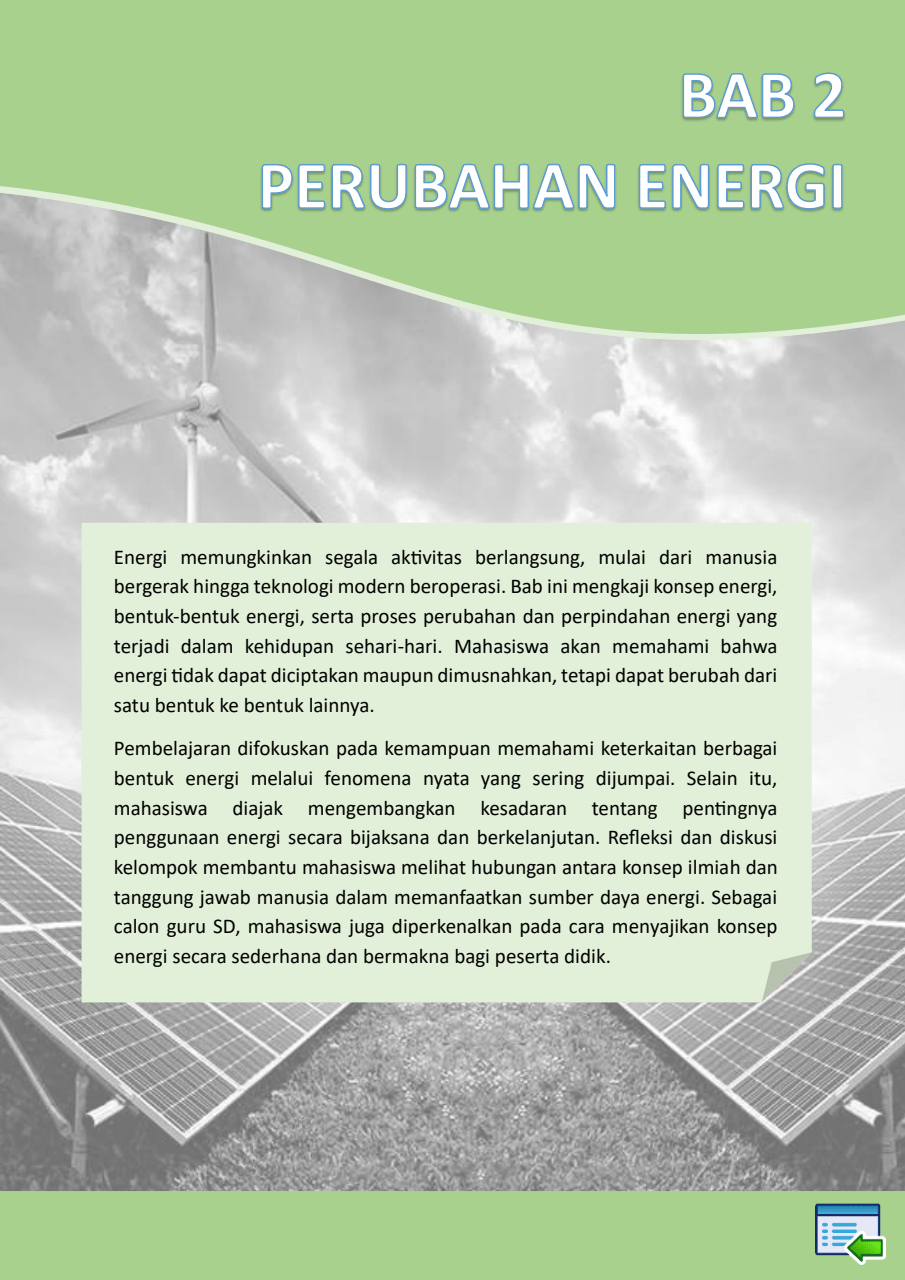 BAB 2
PERUBAHAN ENERGI
Energi memungkinkan segala aktivitas berlangsung, mulai dari manusia
bergerak hingga teknologi modern beroperasi. Bab ini mengkaji konsep energi,
bentuk-bentuk energi, serta proses perubahan dan perpindahan energi yang
terjadi dalam kehidupan sehari-hari. Mahasiswa akan memahami bahwa
energi tidak dapat diciptakan maupun dimusnahkan, tetapi dapat berubah dari
satu bentuk ke bentuk lainnya.
Pembelajaran difokuskan pada kemampuan memahami keterkaitan berbagai
bentuk energi melalui fenomena nyata yang sering dijumpai. Selain itu,
mahasiswa diajak mengembangkan kesadaran tentang pentingnya
penggunaan energi secara bijaksana dan berkelanjutan. Refleksi dan diskusi
kelompok membantu mahasiswa melihat hubungan antara konsep ilmiah dan
tanggung jawab manusia dalam memanfaatkan sumber daya energi. Sebagai
calon guru SD, mahasiswa juga diperkenalkan pada cara menyajikan konsep
energi secara sederhana dan bermakna bagi peserta didik.